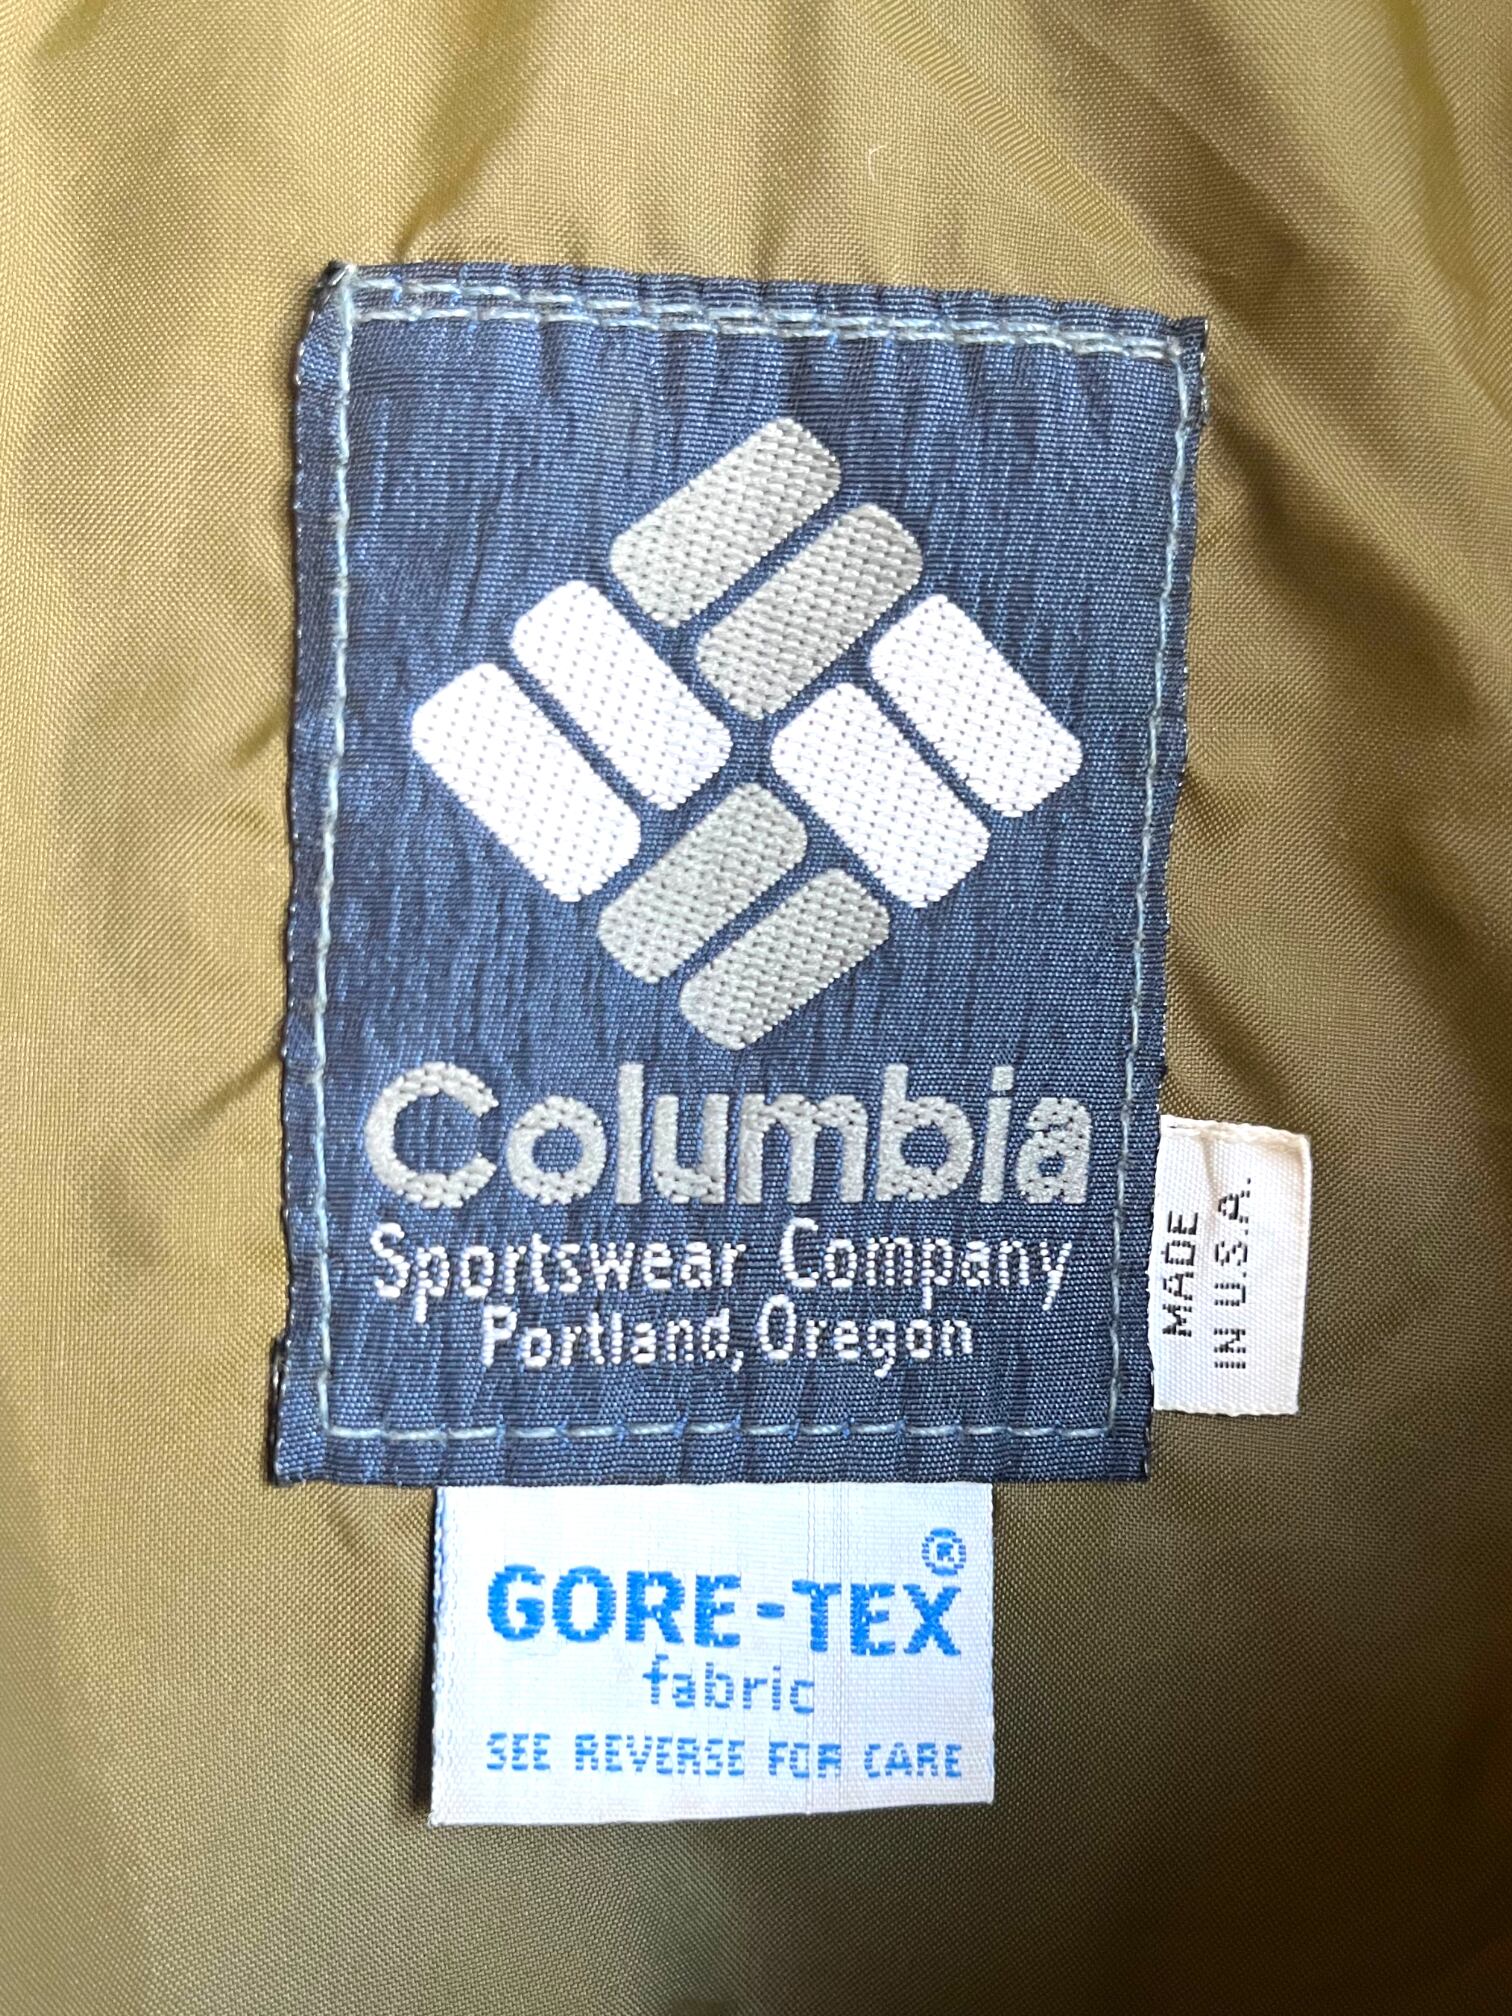 Columbia
Sportswear Company
Portland, Oregon
MADE
IN U.S.A.
GORE-TEX®
fabric
SEE REVERSE FOR CARE